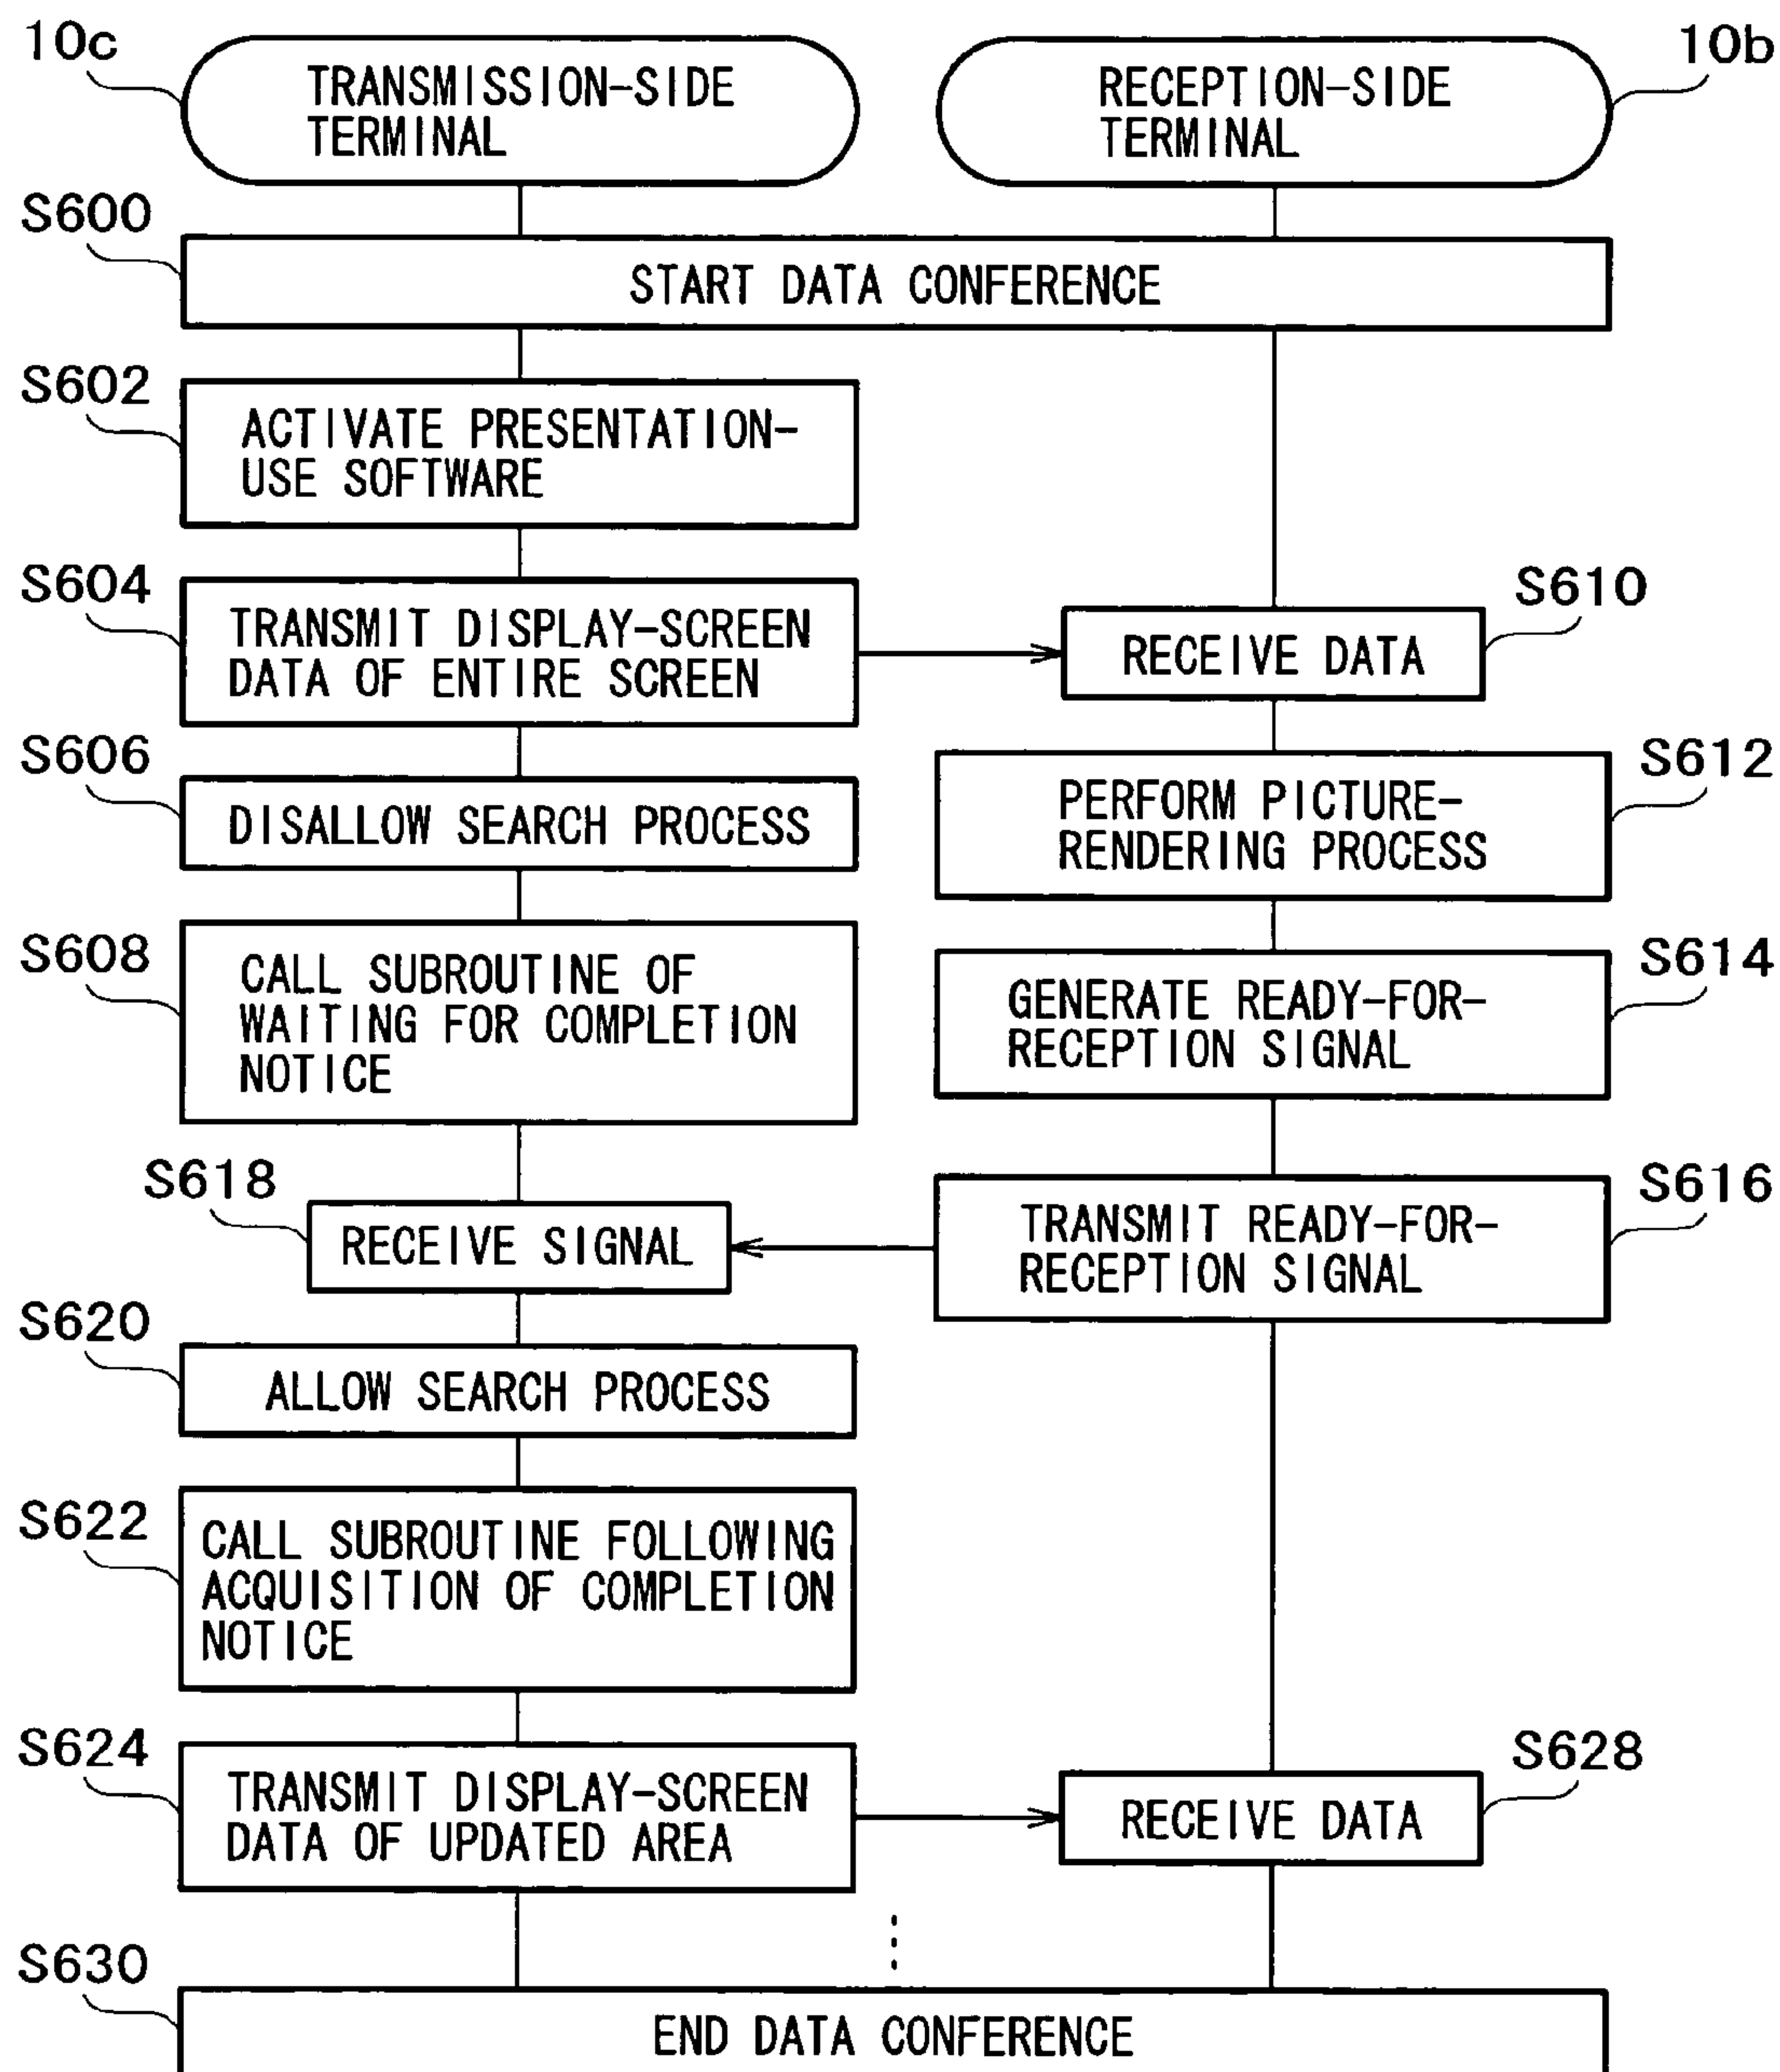 10c
TRANSMISSION-SIDE
TERMINAL
RECEPTION-SIDE
TERMINAL
10b
S600
START DATA CONFERENCE
S602
ACTIVATE PRESENTATION-
USE SOFTWARE
S604
TRANSMIT DISPLAY-SCREEN
DATA OF ENTIRE SCREEN
S610
RECEIVE DATA
S606
DISALLOW SEARCH PROCESS
S612
PERFORM PICTURE-
RENDERING PROCESS
S608
CALL SUBROUTINE OF
WAITING FOR COMPLETION
NOTICE
S614
GENERATE READY-FOR-
RECEPTION SIGNAL
S618
RECEIVE SIGNAL
S616
TRANSMIT READY-FOR-
RECEPTION SIGNAL
S620
ALLOW SEARCH PROCESS
S622
CALL SUBROUTINE FOLLOWING
ACQUISITION OF COMPLETION
NOTICE
S624
TRANSMIT DISPLAY-SCREEN
DATA OF UPDATED AREA
S628
RECEIVE DATA
S630
END DATA CONFERENCE